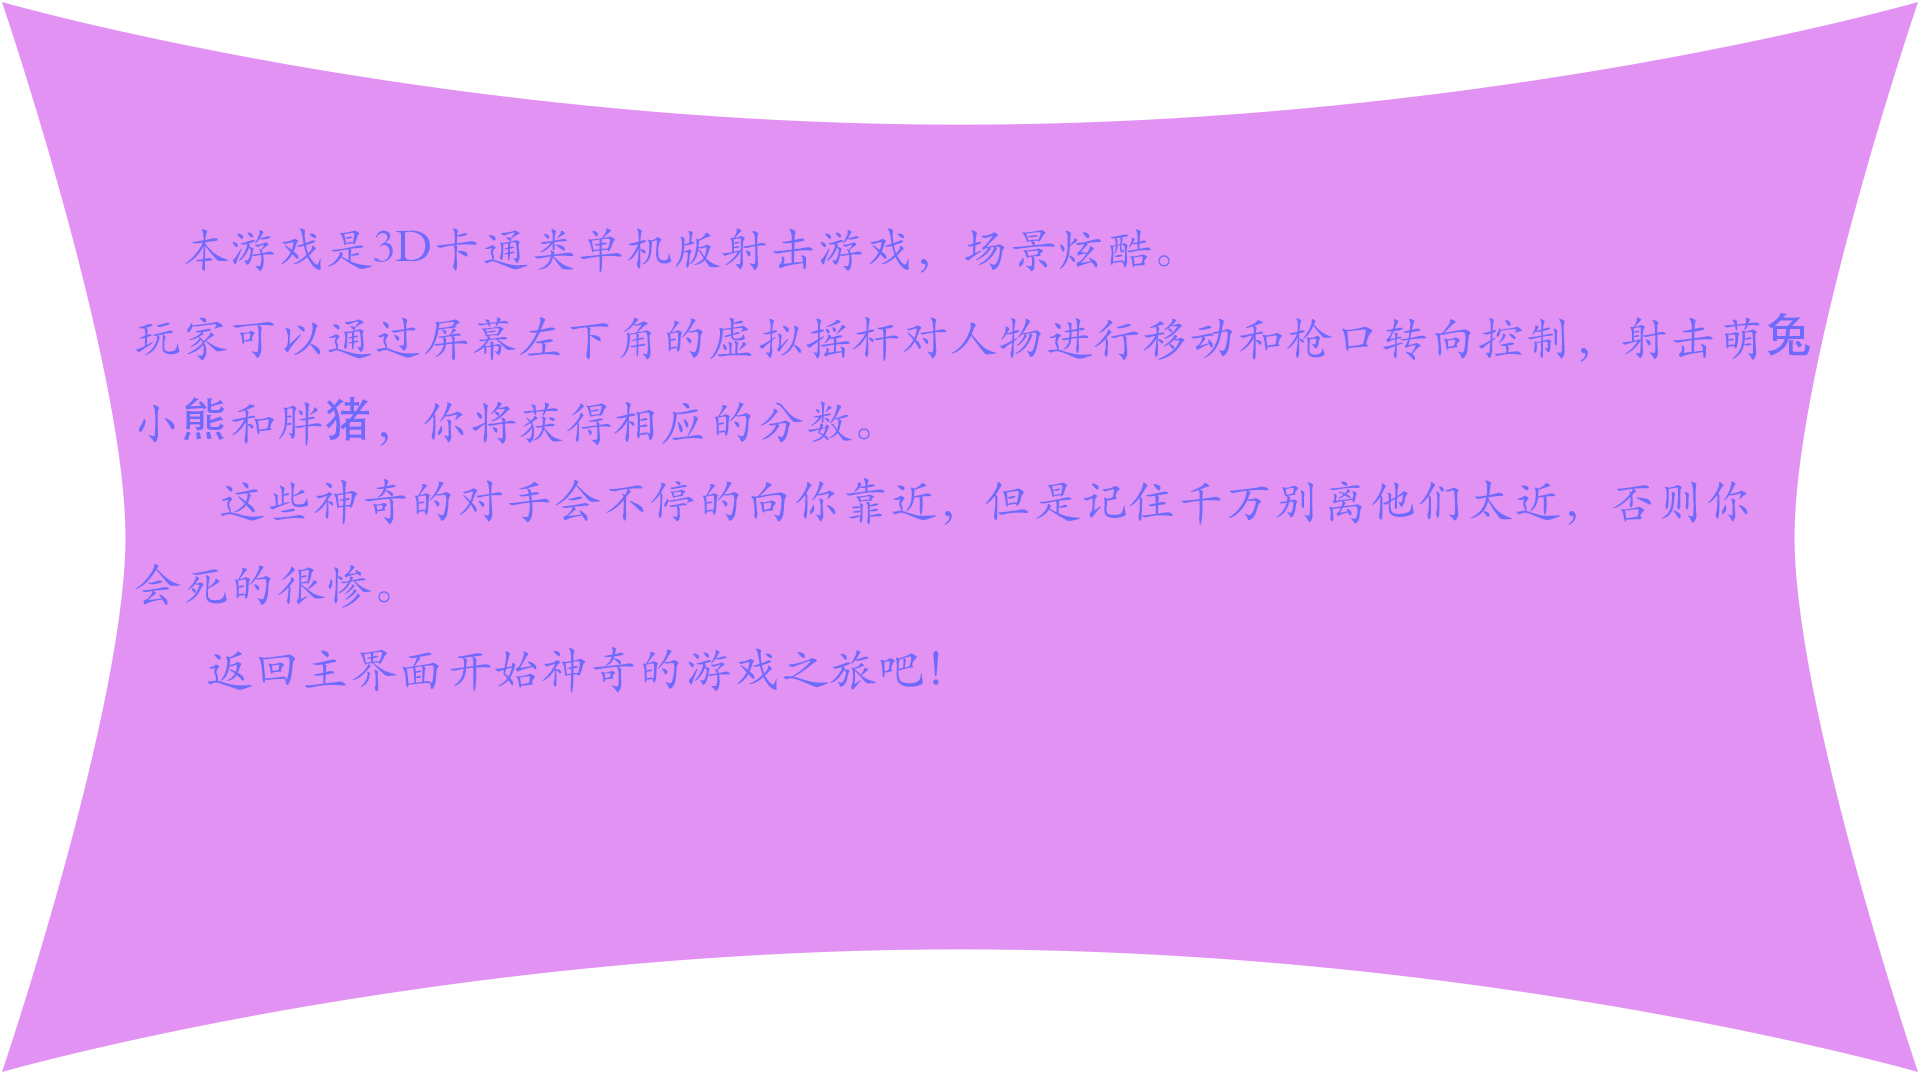 本游戏是3D卡通类单机版射击游戏，场景炫酷。
玩家可以通过屏幕左下角的虚拟摇杆对人物进行移动和枪口转向控制，射击萌兔
小熊和胖猪，你将获得相应的分数。
这些神奇的对手会不停的向你靠近，但是记住千万别离他们太近，否则你
会死的很惨。
返回主界面开始神奇的游戏之旅吧！